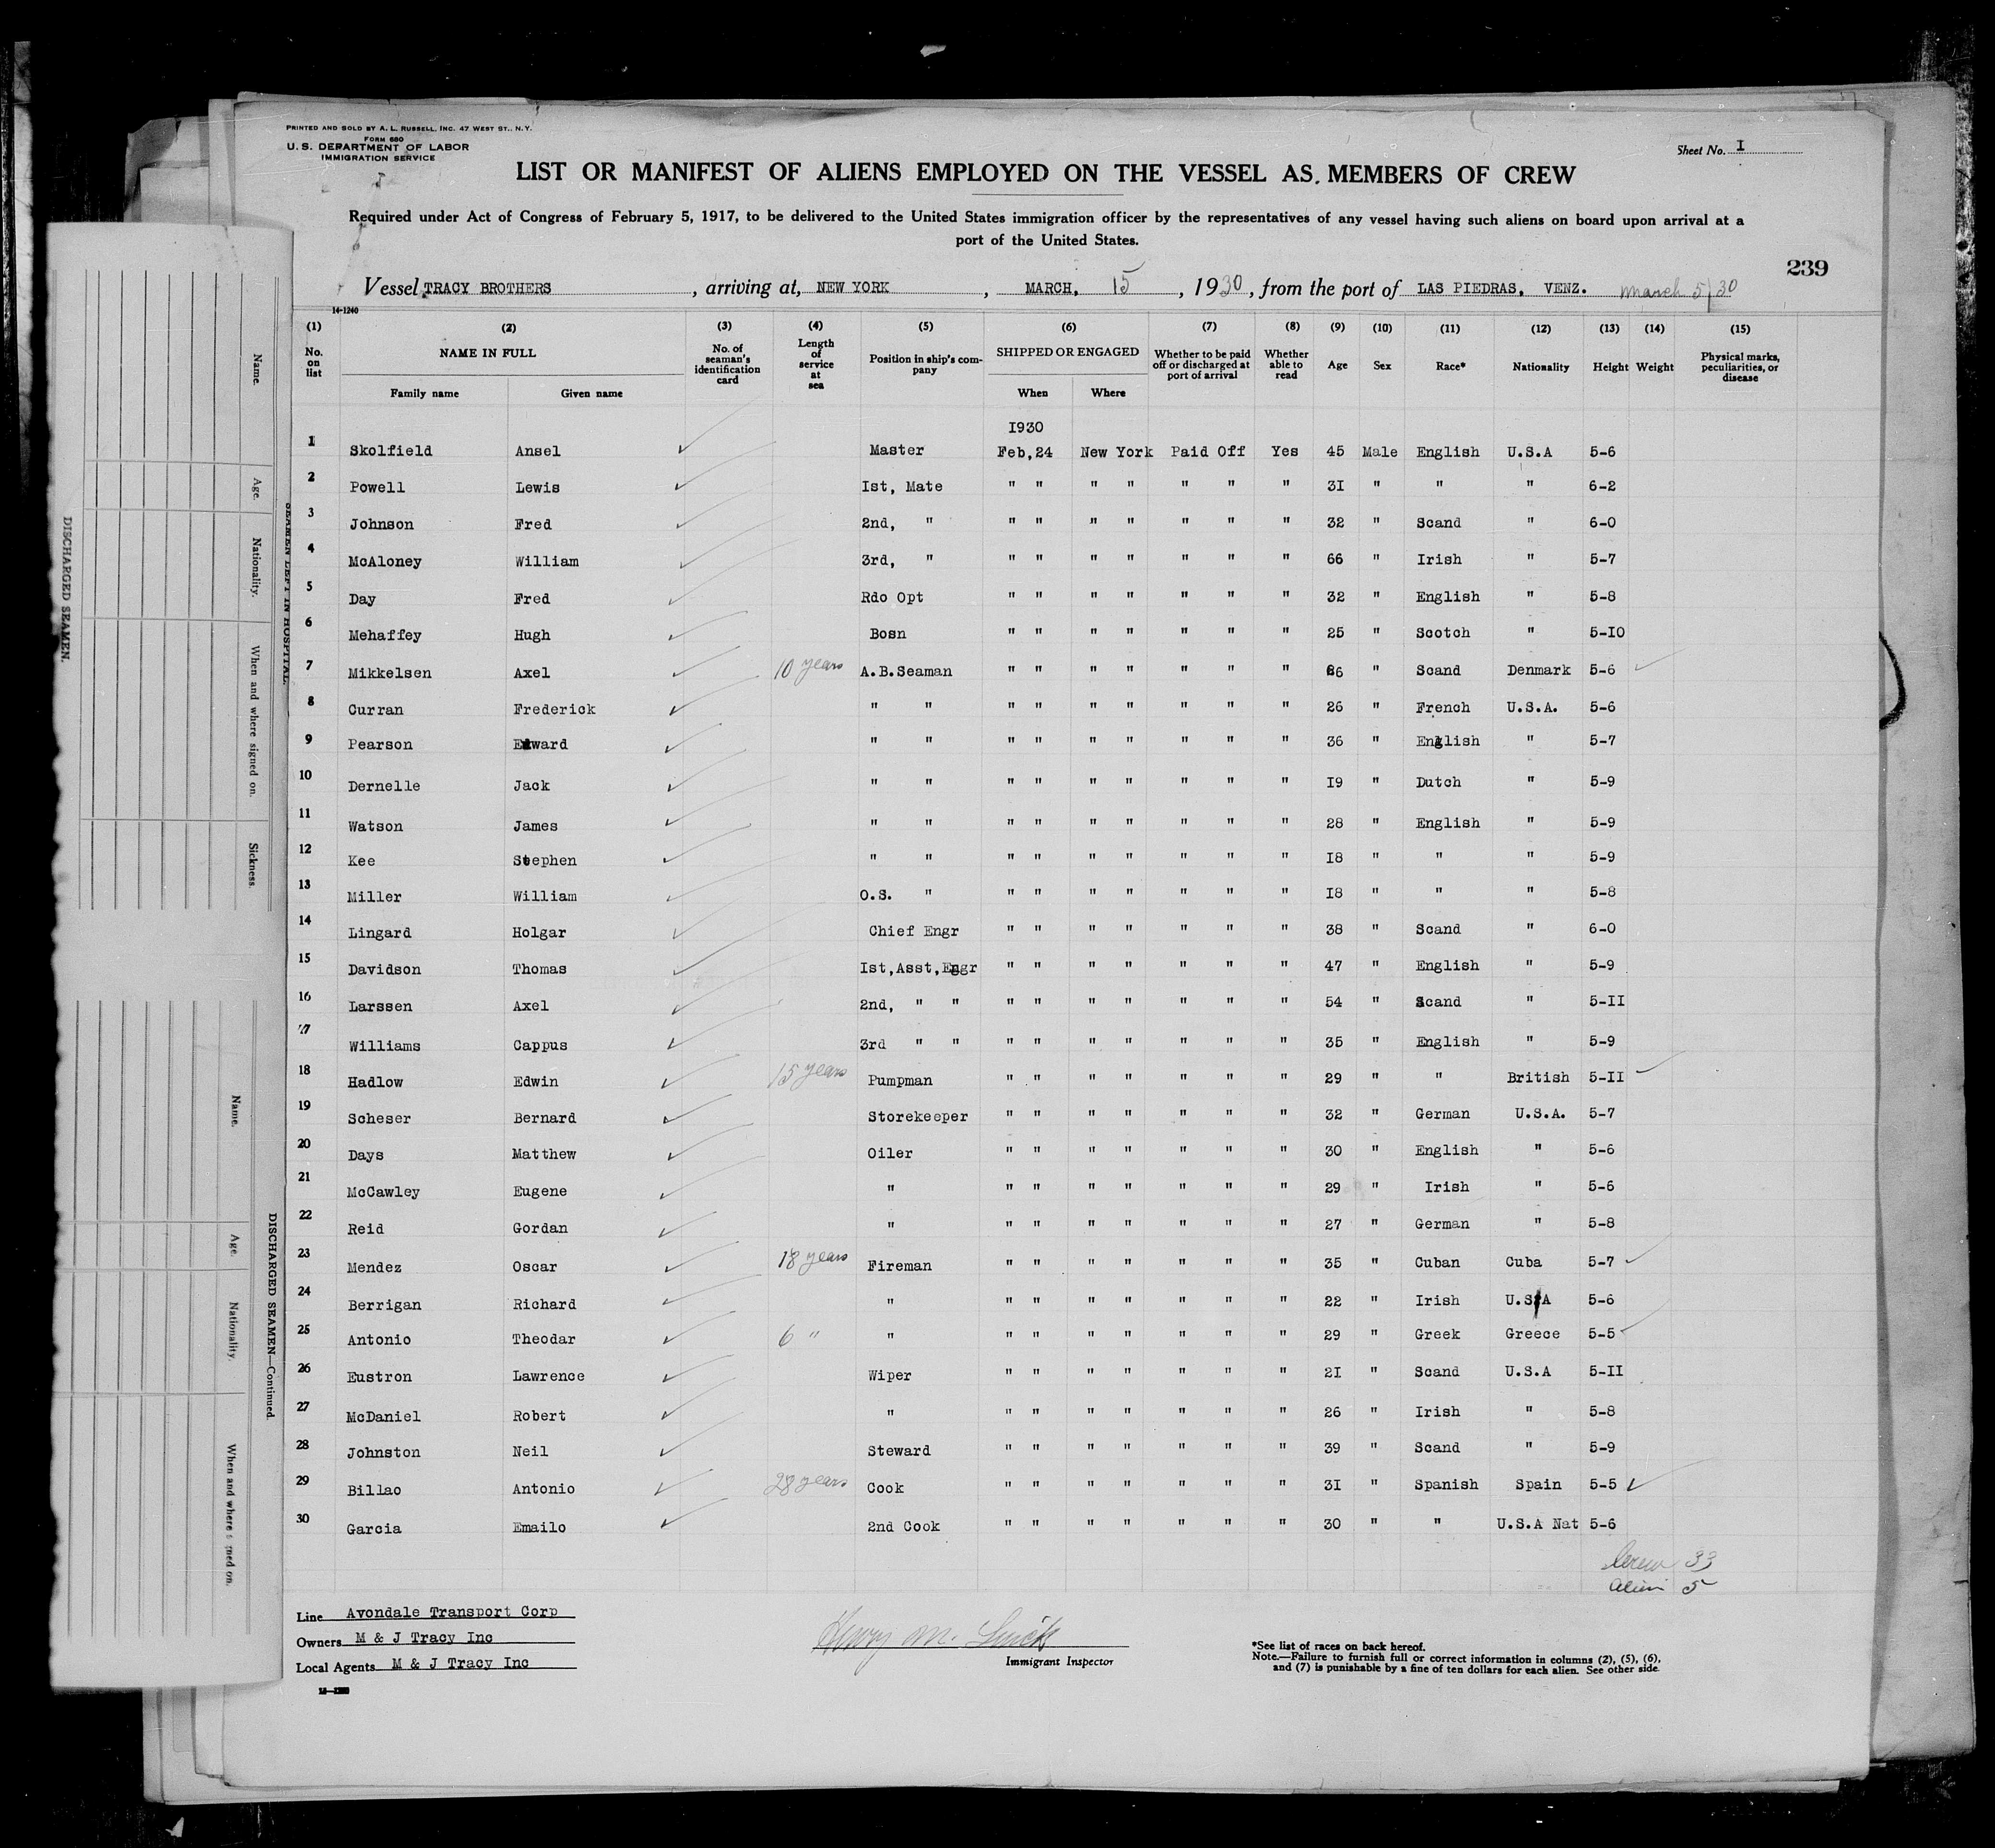 PRINTED AND SOLD BY A. L. RUSSELL, INC. 47 WEST ST., N.Y.
FORM 680
U. S. DEPARTMENT OF LABOR
IMMIGRATION SERVICE
Sheet No. I
LIST OR MANIFEST OF ALIENS EMPLOYED ON THE VESSEL AS MEMBERS OF CREW
Required under Act of Congress of February 5, 1917, to be delivered to the United States immigration officer by the representatives of any vessel having such aliens on board upon arrival at a
port of the United States.
239
Vessel TRACY BROTHERS, arriving at, NEW YORK, MARCH, 15, 1930, from the port of LAS PIEDRAS, VENZ. March 5/30
14-1240
(1) (2) (3) (4) (5) (6) (7) (8) (9) (10) (11) (12) (13) (14) (15)
No. on list NAME IN FULL Family name Given name No. of seaman's identification card Length of service at sea Position in ship's company SHIPPED OR ENGAGED When Where Whether to be paid off or discharged at port of arrival Whether able to read Age Sex Race* Nationality Height Weight Physical marks, peculiarities, or disease
1930
1 Skolfield Ansel Master Feb,24 New York Paid Off Yes 45 Male English U.S.A 5-6
2 Powell Lewis Ist, Mate " " " " " " " 3I " " " 6-2
3 Johnson Fred 2nd, " " " " " " " " 32 " Scand " 6-0
4 McAloney William 3rd, " " " " " " " " 66 " Irish " 5-7
5 Day Fred Rdo Opt " " " " " " " 32 " English " 5-8
6 Mehaffey Hugh Bosn " " " " " " " 25 " Scotch " 5-I0
7 Mikkelsen Axel 10 years A.B.Seaman " " " " " " " 26 " Scand Denmark 5-6
8 Curran Frederick " " " " " " " " " 26 " French U.S.A. 5-6
9 Pearson Edward " " " " " " " " " 36 " English " 5-7
10 Dernelle Jack " " " " " " " " " I9 " Dutch " 5-9
11 Watson James " " " " " " " " " 28 " English " 5-9
12 Kee Stephen " " " " " " " " " I8 " " " 5-9
13 Miller William O.S. " " " " " " " " I8 " " " 5-8
14 Lingard Holgar Chief Engr " " " " " " " 38 " Scand " 6-0
15 Davidson Thomas Ist,Asst,Engr " " " " " " " 47 " English " 5-9
16 Larssen Axel 2nd, " " " " " " " " " 54 " Scand " 5-II
17 Williams Cappus 3rd " " " " " " " " " 35 " English " 5-9
18 Hadlow Edwin 15 years Pumpman " " " " " " " 29 " " British 5-II
19 Scheser Bernard Storekeeper " " " " " " " 32 " German U.S.A. 5-7
20 Days Matthew Oiler " " " " " " " 30 " English " 5-6
21 McCawley Eugene " " " " " " " " 29 " Irish " 5-6
22 Reid Gordan " " " " " " " " 27 " German " 5-8
23 Mendez Oscar 18 years Fireman " " " " " " " 35 " Cuban Cuba 5-7
24 Berrigan Richard " " " " " " " " 22 " Irish U.S.A 5-6
25 Antonio Theodar 6 " " " " " " " " " 29 " Greek Greece 5-5
26 Eustron Lawrence Wiper " " " " " " " 2I " Scand U.S.A 5-II
27 McDaniel Robert " " " " " " " " 26 " Irish " 5-8
28 Johnston Neil Steward " " " " " " " 39 " Scand " 5-9
29 Billao Antonio 28 years Cook " " " " " " " 3I " Spanish Spain 5-5
30 Garcia Emailo 2nd Cook " " " " " " " 30 " " U.S.A Nat 5-6
Crew 33
Alien 5
Line Avondale Transport Corp
Owners M & J Tracy Inc
Local Agents M & J Tracy Inc
Henry M.
Immigrant Inspector
*See list of races on back hereof.
Note.—Failure to furnish full or correct information in columns (2), (5), (6),
and (7) is punishable by a fine of ten dollars for each alien. See other side.
SEAMEN LEFT IN HOSPITAL.
Name. Age. Nationality. When and where signed on. Sickness.
DISCHARGED SEAMEN.
DISCHARGED SEAMEN—Continued.
Name. Age. Nationality. When and where signed on.